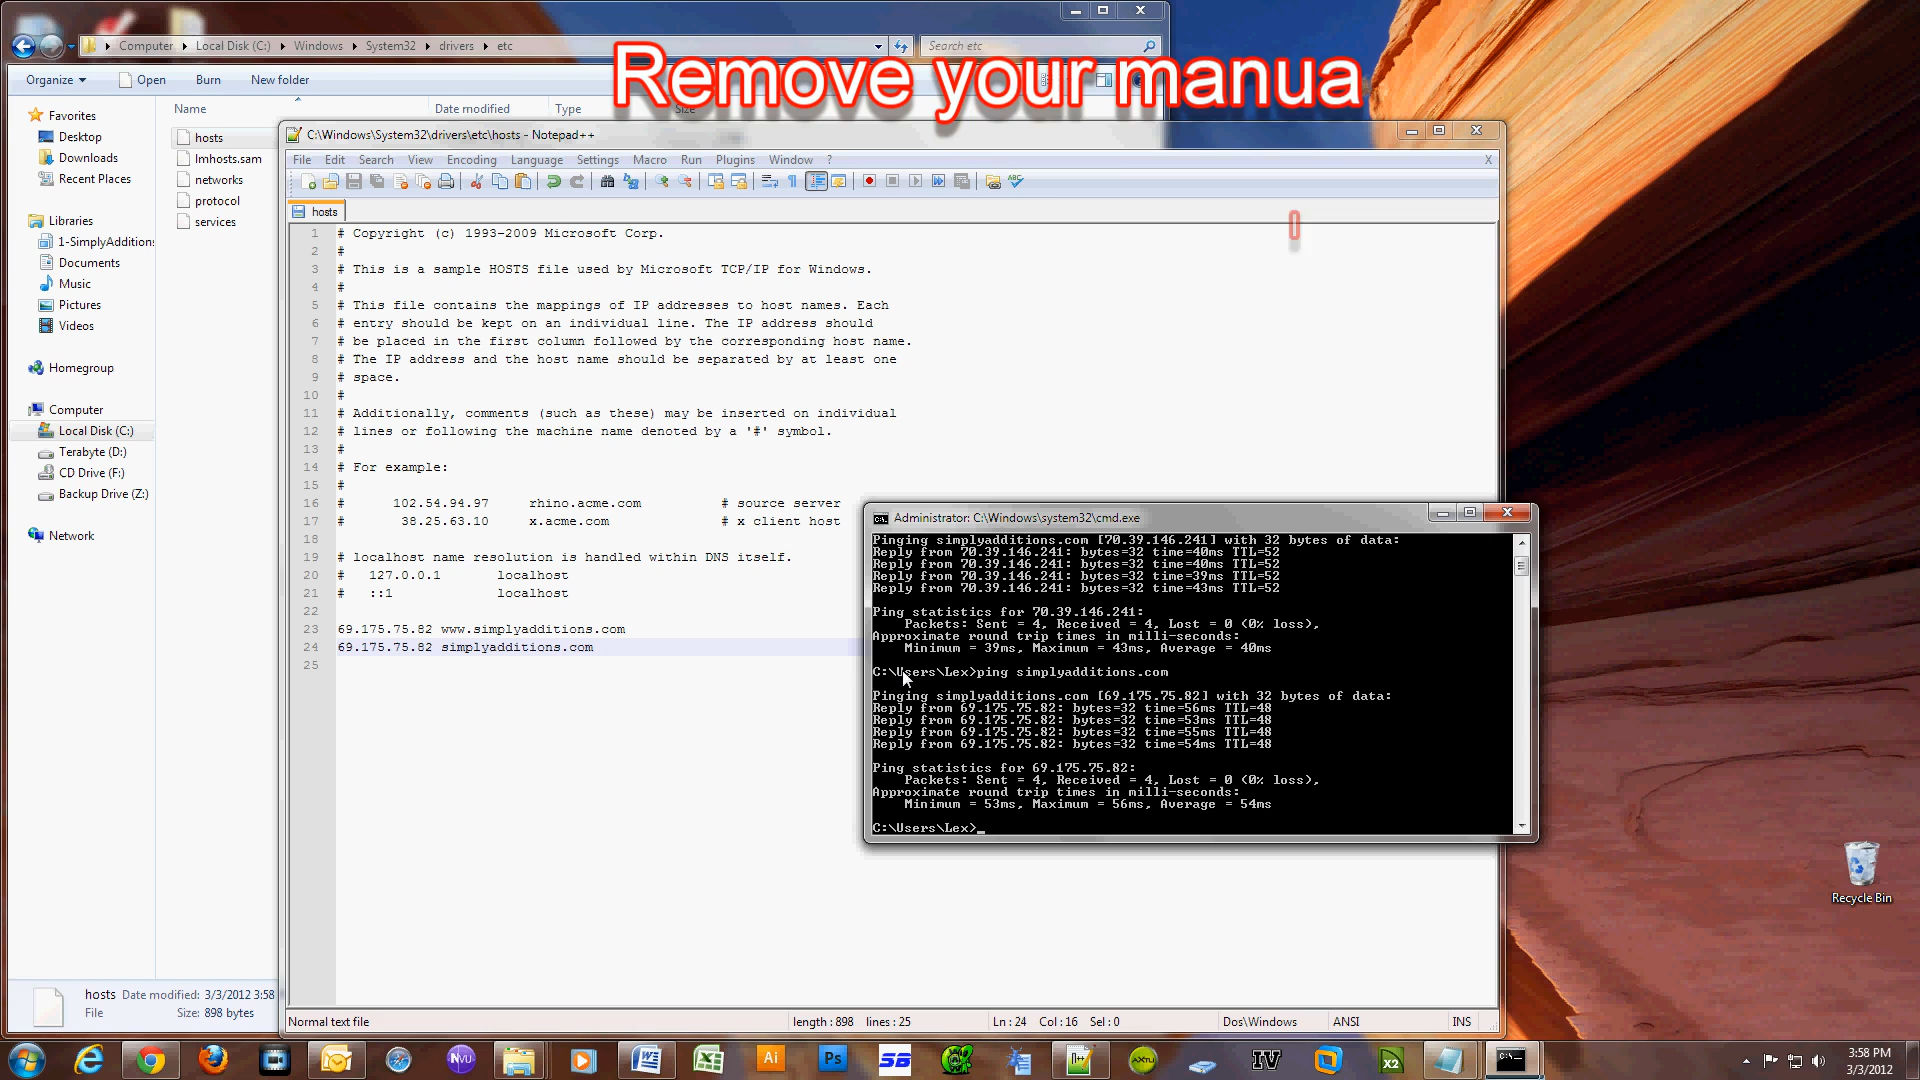 Computer Local Disk (C:) Windows System32 drivers etc
Search etc
Remove your manua
Organize Open Burn New folder
Name Date modified Type Size
Favorites
Desktop
Downloads
Recent Places
Libraries
1-SimplyAddition
Documents
Music
Pictures
Videos
Homegroup
Computer
Local Disk (C:)
Terabyte (D:)
CD Drive (F:)
Backup Drive (Z:)
Network
hosts
lmhosts.sam
networks
protocol
services
hosts Date modified: 3/3/2012 3:58
File Size: 898 bytes
C:\Windows\System32\drivers\etc\hosts - Notepad++
File Edit Search View Encoding Language Settings Macro Run Plugins Window ? X
hosts
1 # Copyright (c) 1993-2009 Microsoft Corp.
2 #
3 # This is a sample HOSTS file used by Microsoft TCP/IP for Windows.
4 #
5 # This file contains the mappings of IP addresses to host names. Each
6 # entry should be kept on an individual line. The IP address should
7 # be placed in the first column followed by the corresponding host name.
8 # The IP address and the host name should be separated by at least one
9 # space.
10 #
11 # Additionally, comments (such as these) may be inserted on individual
12 # lines or following the machine name denoted by a '#' symbol.
13 #
14 # For example:
15 #
16 # 102.54.94.97 rhino.acme.com # source server
17 # 38.25.63.10 x.acme.com # x client host
18
19 # localhost name resolution is handled within DNS itself.
20 # 127.0.0.1 localhost
21 # ::1 localhost
22
23 69.175.75.82 www.simplyadditions.com
24 69.175.75.82 simplyadditions.com
25
Normal text file length : 898 lines : 25 Ln : 24 Col : 16 Sel : 0 Dos\Windows ANSI INS
Administrator: C:\Windows\system32\cmd.exe
Pinging simplyadditions.com [70.39.146.241] with 32 bytes of data:
Reply from 70.39.146.241: bytes=32 time=40ms TTL=52
Reply from 70.39.146.241: bytes=32 time=40ms TTL=52
Reply from 70.39.146.241: bytes=32 time=39ms TTL=52
Reply from 70.39.146.241: bytes=32 time=43ms TTL=52
Ping statistics for 70.39.146.241:
Packets: Sent = 4, Received = 4, Lost = 0 (0% loss),
Approximate round trip times in milli-seconds:
Minimum = 39ms, Maximum = 43ms, Average = 40ms
C:\Users\Lex>ping simplyadditions.com
Pinging simplyadditions.com [69.175.75.82] with 32 bytes of data:
Reply from 69.175.75.82: bytes=32 time=56ms TTL=48
Reply from 69.175.75.82: bytes=32 time=53ms TTL=48
Reply from 69.175.75.82: bytes=32 time=55ms TTL=48
Reply from 69.175.75.82: bytes=32 time=54ms TTL=48
Ping statistics for 69.175.75.82:
Packets: Sent = 4, Received = 4, Lost = 0 (0% loss),
Approximate round trip times in milli-seconds:
Minimum = 53ms, Maximum = 56ms, Average = 54ms
C:\Users\Lex>_
Recycle Bin
NVU Ai Ps SB IV X2
3:58 PM
3/3/2012